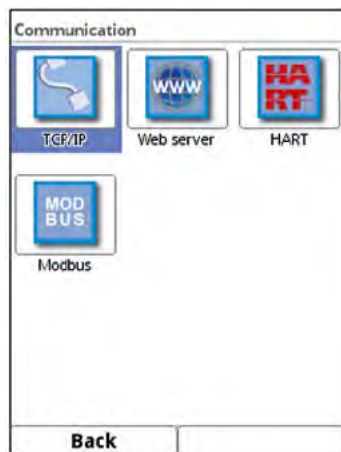 Communication
WWW
HA
RT
TCP/IP
Web server
HART
MOD
BUS
Modbus
Back